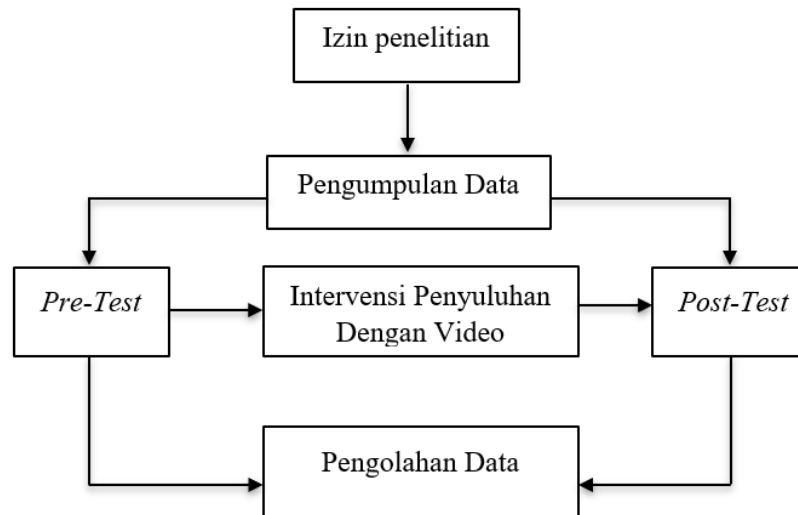 Izin penelitian
Pengumpulan Data
Pre-Test
Intervensi Penyuluhan
Dengan Video
Post-Test
Pengolahan Data